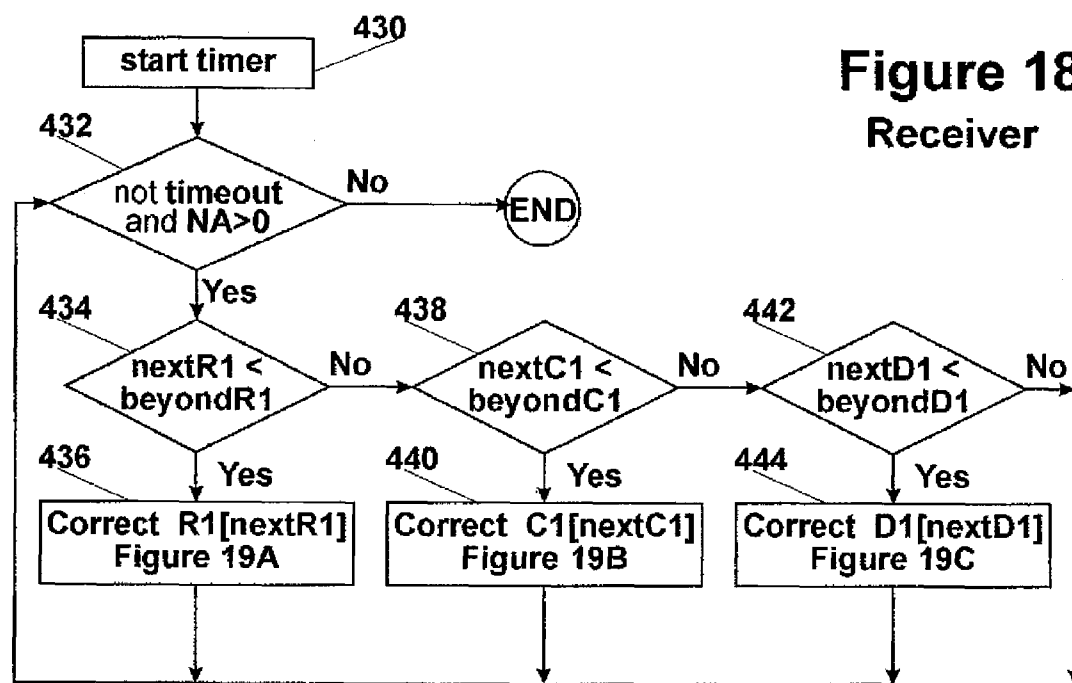 430
start timer
Figure 18
Receiver
432
not timeout
and NA>0
No
END
Yes
434
nextR1 <
beyondR1
No
438
nextC1 <
beyondC1
No
442
nextD1 <
beyondD1
No
436
Yes
Correct R1[nextR1]
Figure 19A
440
Yes
Correct C1[nextC1]
Figure 19B
444
Yes
Correct D1[nextD1]
Figure 19C